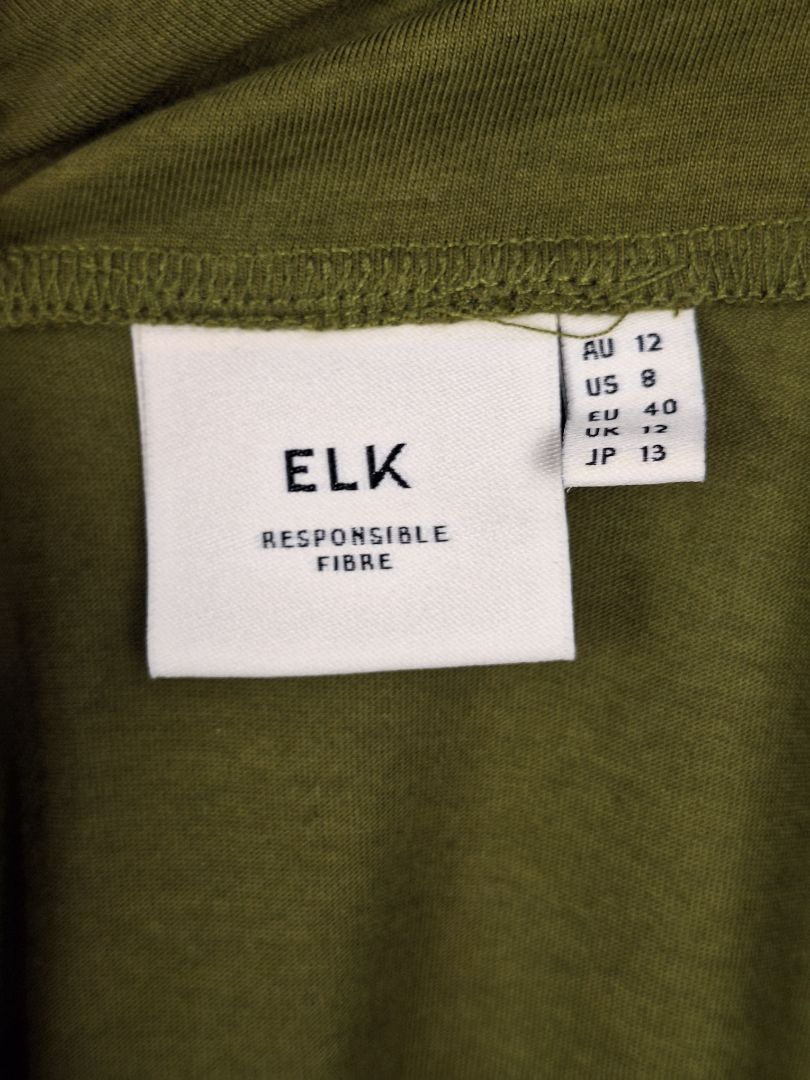 ELK
RESPONSIBLE
FIBRE
AU 12
US 8
EU 40
UK 12
JP 13